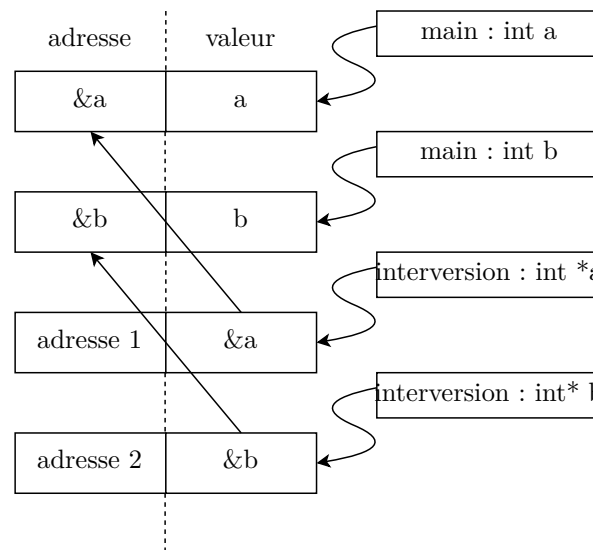 adresse valeur
main : int a
&a a
main : int b
&b b
interversion : int *a
adresse 1 &a
interversion : int* b
adresse 2 &b